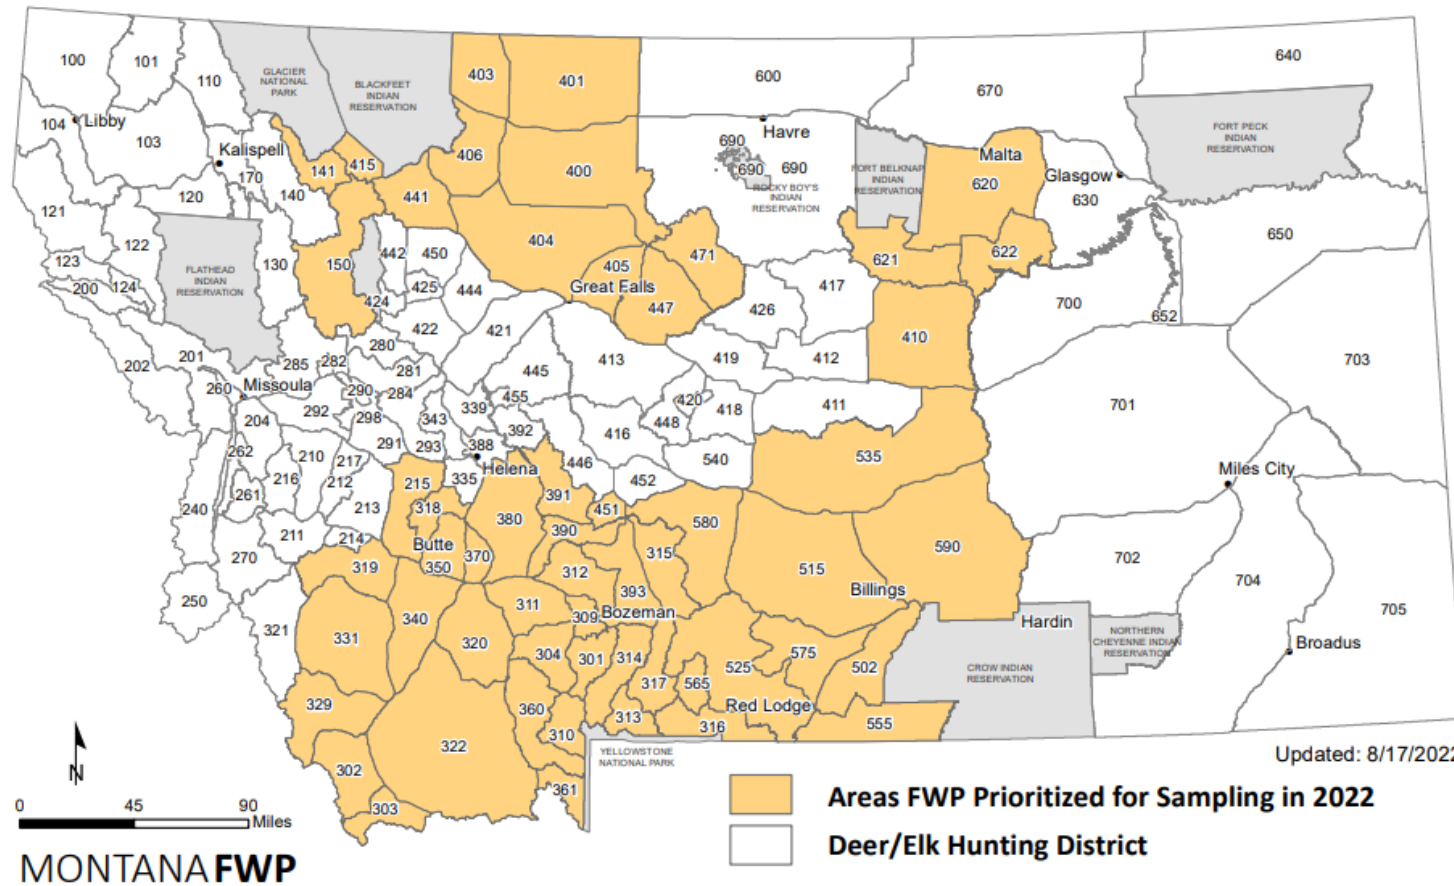 100
101
110
GLACIER
NATIONAL
PARK
BLACKFEET
INDIAN
RESERVATION
403
401
600
670
640
104
Libby
103
Kalispell
170
120
140
141
415
406
441
400
Havre
690
690
690
ROCKY BOY'S
INDIAN
RESERVATION
FORT BELKNAP
INDIAN
RESERVATION
Malta
620
Glasgow
630
FORT PECK
INDIAN
RESERVATION
121
122
123
124
200
FLATHEAD
INDIAN
RESERVATION
130
150
442
450
425
424
444
404
405
Great Falls
447
471
426
417
621
622
650
700
652
410
422
421
280
413
419
412
703
202
201
285
282
281
260
Missoula
290
284
445
455
339
420
418
448
411
701
204
292
298
343
392
416
262
210
217
291
293
388
Helena
446
452
540
535
Miles City
216
212
261
240
213
215
335
318
380
391
451
390
580
211
214
Butte
370
350
315
515
590
702
704
705
270
319
312
393
Billings
250
321
331
340
311
309
Bozeman
Hardin
NORTHERN
CHEYENNE INDIAN
RESERVATION
Broadus
320
304
301
314
525
575
502
CROW INDIAN
RESERVATION
317
565
329
360
313
Red Lodge
316
555
310
322
YELLOWSTONE
NATIONAL PARK
302
361
303
N
0 45 90
Miles
MONTANA FWP
Updated: 8/17/2022
Areas FWP Prioritized for Sampling in 2022
Deer/Elk Hunting District